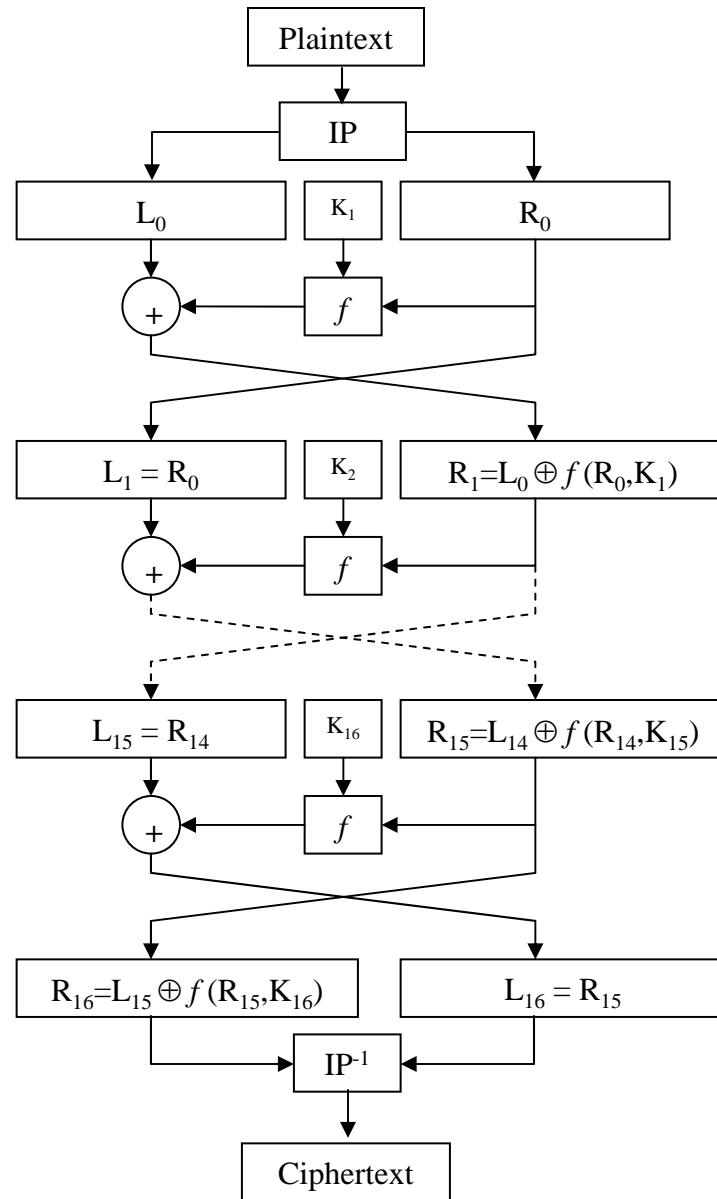 Plaintext
IP
L₀
K₁
R₀
+
f
L₁ = R₀
K₂
R₁=L₀ ⊕ f (R₀,K₁)
+
f
L₁₅ = R₁₄
K₁₆
R₁₅=L₁₄ ⊕ f (R₁₄,K₁₅)
+
f
R₁₆=L₁₅ ⊕ f (R₁₅,K₁₆)
L₁₆ = R₁₅
IP⁻¹
Ciphertext